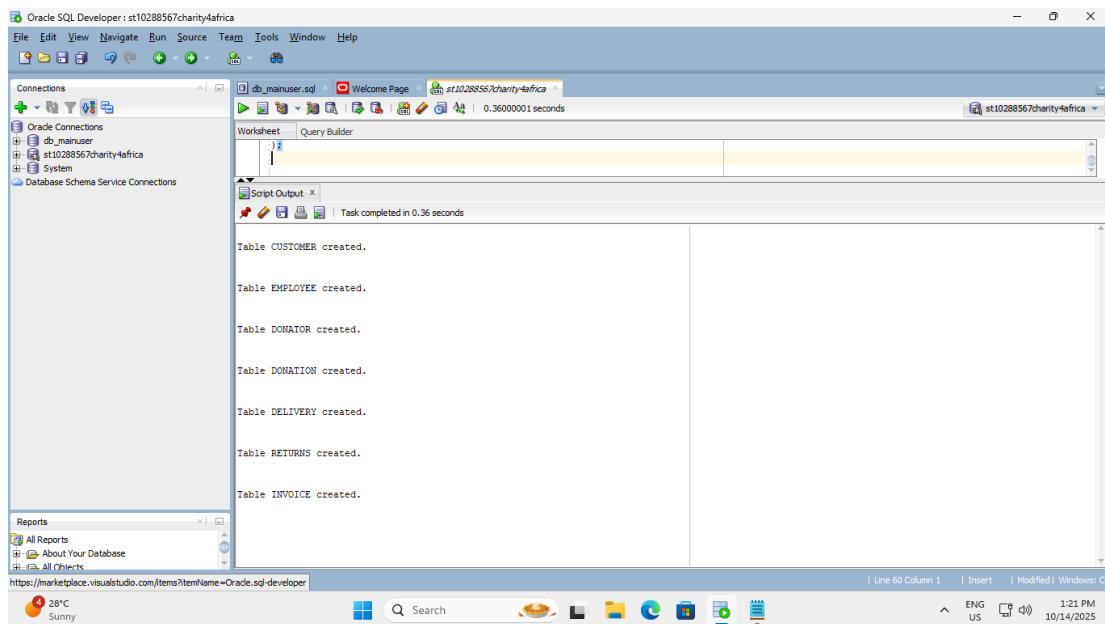 Oracle SQL Developer : st10288567charity4africa
File Edit View Navigate Run Source Team Tools Window Help
Connections
Oracle Connections
db_mainuser
st10288567charity4africa
System
Database Schema Service Connections
db_mainuser.sql
Welcome Page
st10288567charity4africa
0.36000001 seconds
st10288567charity4africa
Worksheet Query Builder
);
Script Output
Task completed in 0.36 seconds
Table CUSTOMER created.
Table EMPLOYEE created.
Table DONATOR created.
Table DONATION created.
Table DELIVERY created.
Table RETURNS created.
Table INVOICE created.
Reports
All Reports
About Your Database
All Objects
https://marketplace.visualstudio.com/items?itemName=Oracle.sql-developer
| Line 60 Column 1 | Insert | Modified | Windows: C
4
28°C
Sunny
Search
ENG
US
1:21 PM
10/14/2025